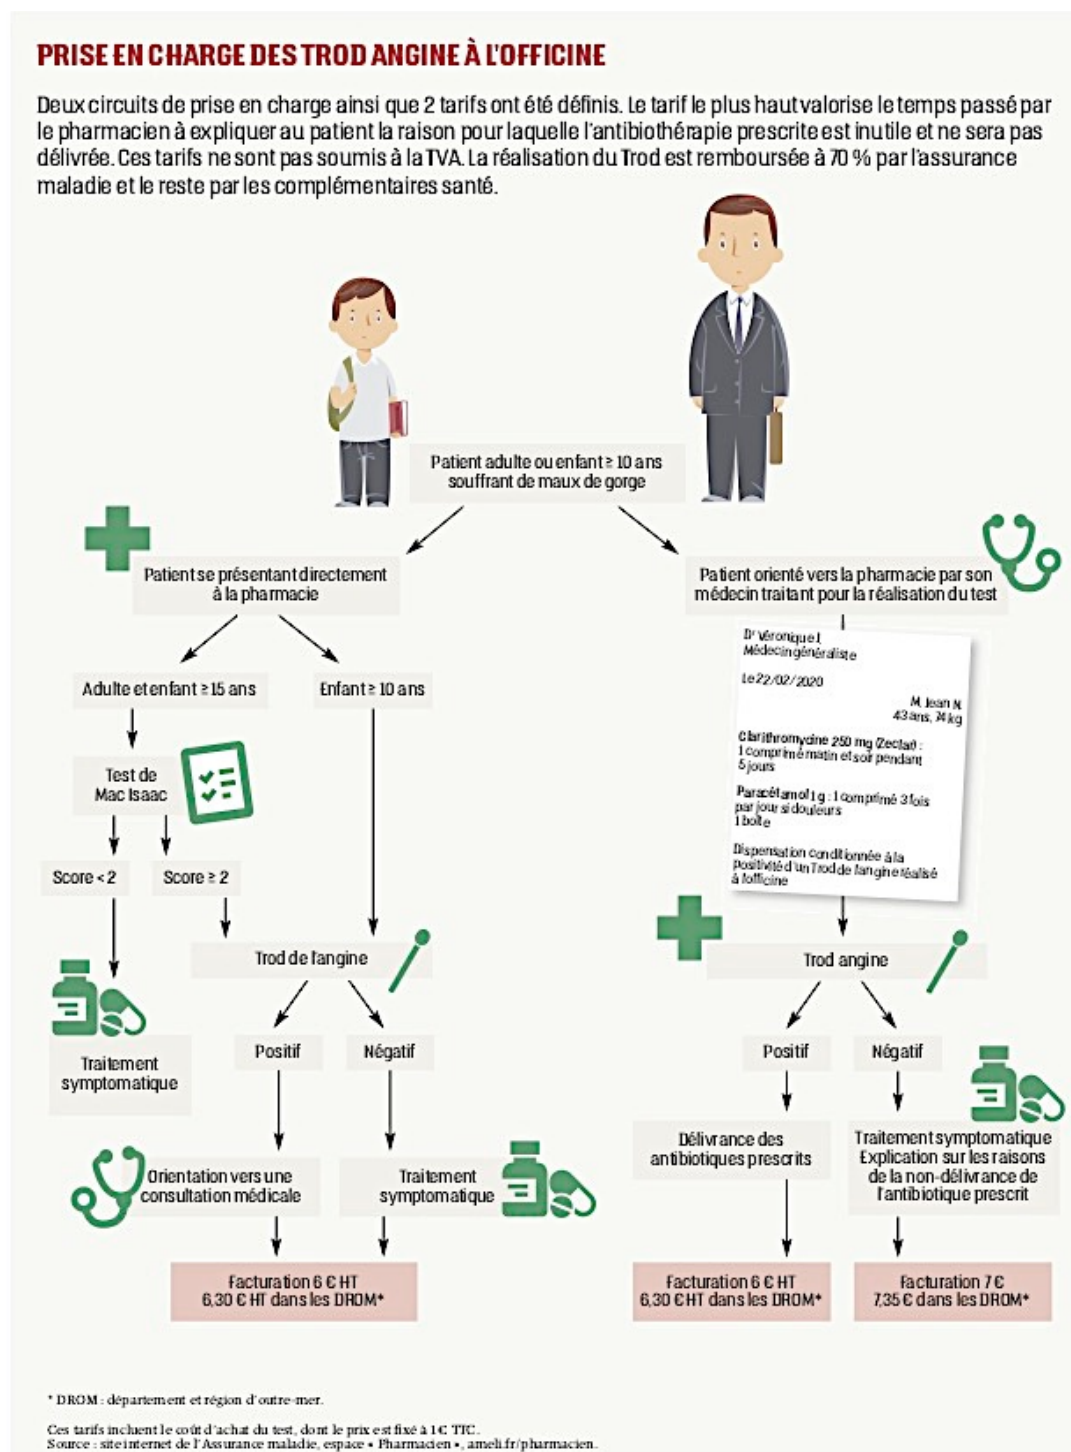 PRISE EN CHARGE DES TROD ANGINE À L'OFFICINE
Deux circuits de prise en charge ainsi que 2 tarifs ont été définis. Le tarif le plus haut valorise le temps passé par
le pharmacien à expliquer au patient la raison pour laquelle l'antibiothérapie prescrite est inutile et ne sera pas
délivrée. Ces tarifs ne sont pas soumis à la TVA. La réalisation du Trod est remboursée à 70 % par l'assurance
maladie et le reste par les complémentaires santé.
Patient adulte ou enfant ≥ 10 ans
souffrant de maux de gorge
Patient se présentant directement
à la pharmacie
Patient orienté vers la pharmacie par son
médecin traitant pour la réalisation du test
Adulte et enfant ≥ 15 ans
Enfant ≥ 10 ans
Dr Véronique I.
Médecin généraliste
Le 22/02/2020
M. Jean N.
43 ans, 74 kg
Clarithromycine 250 mg (Zeclar) :
1 comprimé matin et soir pendant
5 jours
Paracétamol 1 g : 1 comprimé 3 fois
par jour si douleurs
1 boîte
Dispensation conditionnée à la
positivité d'un Trod de l'angine réalisé
à l'officine
Test de
Mac Isaac
Score < 2
Score ≥ 2
Trod de l'angine
Trod angine
Traitement
symptomatique
Positif
Négatif
Positif
Négatif
Orientation vers une
consultation médicale
Traitement
symptomatique
Délivrance des
antibiotiques prescrits
Traitement symptomatique
Explication sur les raisons
de la non-délivrance de
l'antibiotique prescrit
Facturation 6 € HT
6,30 € HT dans les DROM*
Facturation 6 € HT
6,30 € HT dans les DROM*
Facturation 7 €
7,35 € dans les DROM*
* DROM : département et région d'outre-mer.
Ces tarifs incluent le coût d'achat du test, dont le prix est fixé à 1 € TTC.
Source : site internet de l'Assurance maladie, espace « Pharmacien », ameli.fr/pharmacien.